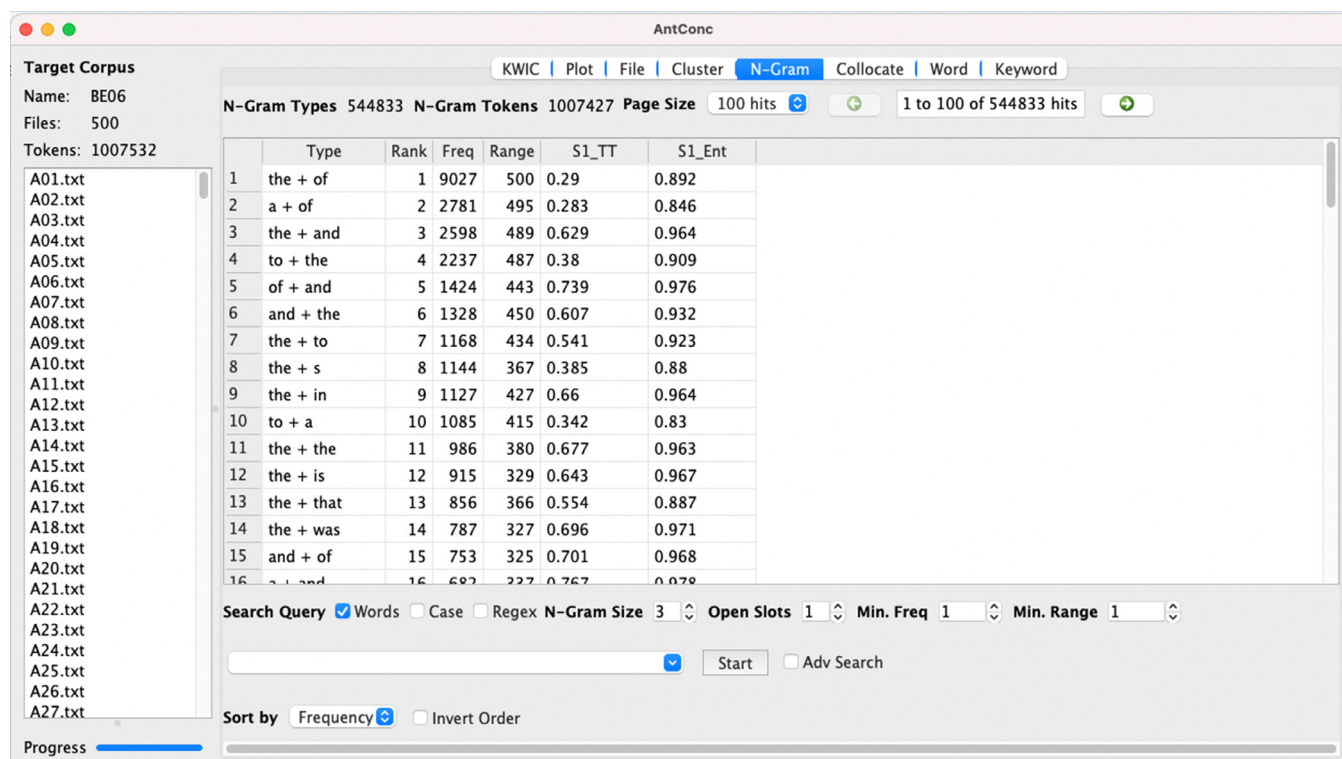 AntConc
Target Corpus
Name: BE06
Files: 500
Tokens: 1007532
A01.txt
A02.txt
A03.txt
A04.txt
A05.txt
A06.txt
A07.txt
A08.txt
A09.txt
A10.txt
A11.txt
A12.txt
A13.txt
A14.txt
A15.txt
A16.txt
A17.txt
A18.txt
A19.txt
A20.txt
A21.txt
A22.txt
A23.txt
A24.txt
A25.txt
A26.txt
A27.txt
Progress
KWIC Plot File Cluster N-Gram Collocate Word Keyword
N-Gram Types 544833 N-Gram Tokens 1007427 Page Size 100 hits 1 to 100 of 544833 hits
Type Rank Freq Range S1_TT S1_Ent
1 the + of 1 9027 500 0.29 0.892
2 a + of 2 2781 495 0.283 0.846
3 the + and 3 2598 489 0.629 0.964
4 to + the 4 2237 487 0.38 0.909
5 of + and 5 1424 443 0.739 0.976
6 and + the 6 1328 450 0.607 0.932
7 the + to 7 1168 434 0.541 0.923
8 the + s 8 1144 367 0.385 0.88
9 the + in 9 1127 427 0.66 0.964
10 to + a 10 1085 415 0.342 0.83
11 the + the 11 986 380 0.677 0.963
12 the + is 12 915 329 0.643 0.967
13 the + that 13 856 366 0.554 0.887
14 the + was 14 787 327 0.696 0.971
15 and + of 15 753 325 0.701 0.968
16 a + and 16 682 337 0.767 0.978
Search Query Words Case Regex N-Gram Size 3 Open Slots 1 Min. Freq 1 Min. Range 1
Start Adv Search
Sort by Frequency Invert Order